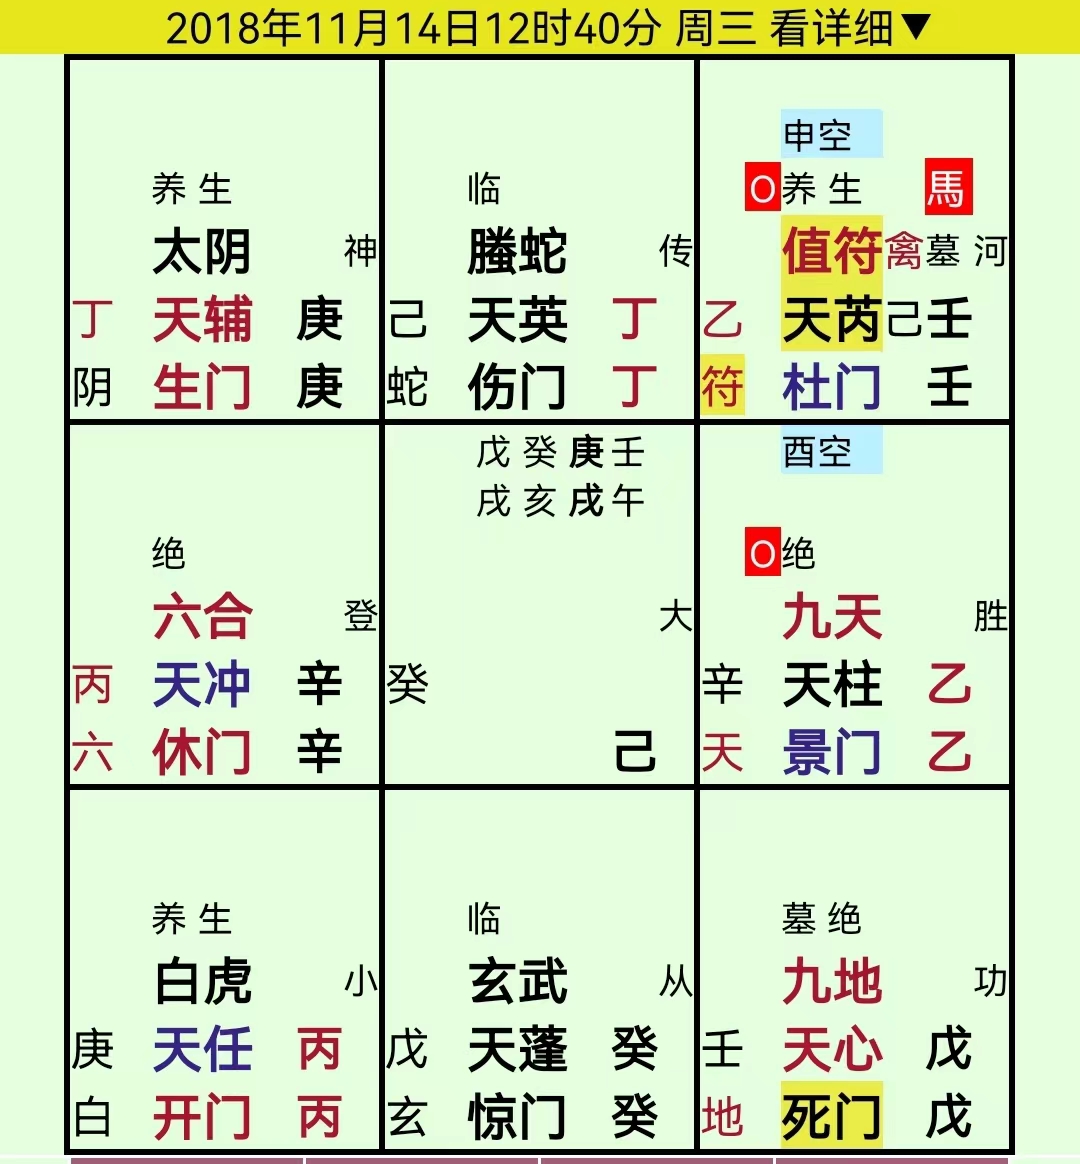 2018年11月14日12时40分 周三 看详细▼
养 生
太阴 神
丁 天辅 庚
阴 生门 庚
临
螣蛇 传
己 天英 丁
蛇 伤门 丁
申空
O 养 生 馬
值符 禽 墓 河
乙 天芮 己 壬
符 杜门 壬
绝
六合 登
丙 天冲 辛
六 休门 辛
戊 癸 庚 壬
戌 亥 戌 午
大
癸
己
酉空
O 绝
九天 胜
辛 天柱 乙
天 景门 乙
养 生
白虎 小
庚 天任 丙
白 开门 丙
临
玄武 从
戊 天蓬 癸
玄 惊门 癸
墓 绝
九地 功
壬 天心 戊
地 死门 戊